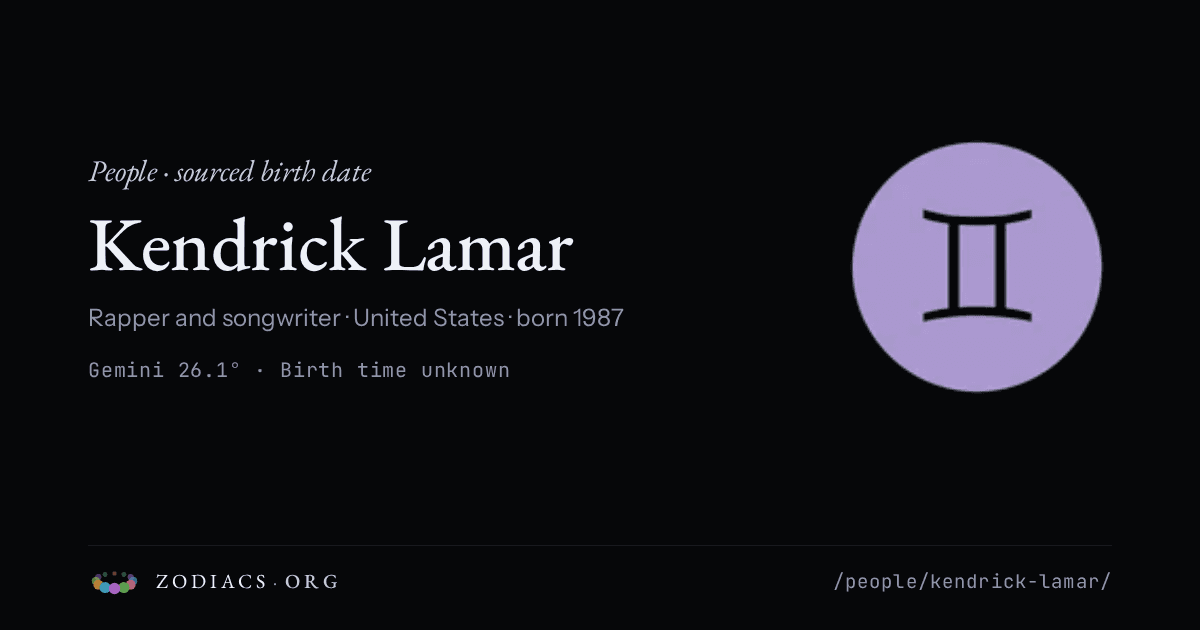 People · sourced birth date
Kendrick Lamar
Rapper and songwriter · United States · born 1987
Gemini 26.1° · Birth time unknown
ZODIACS · ORG
/people/kendrick-lamar/